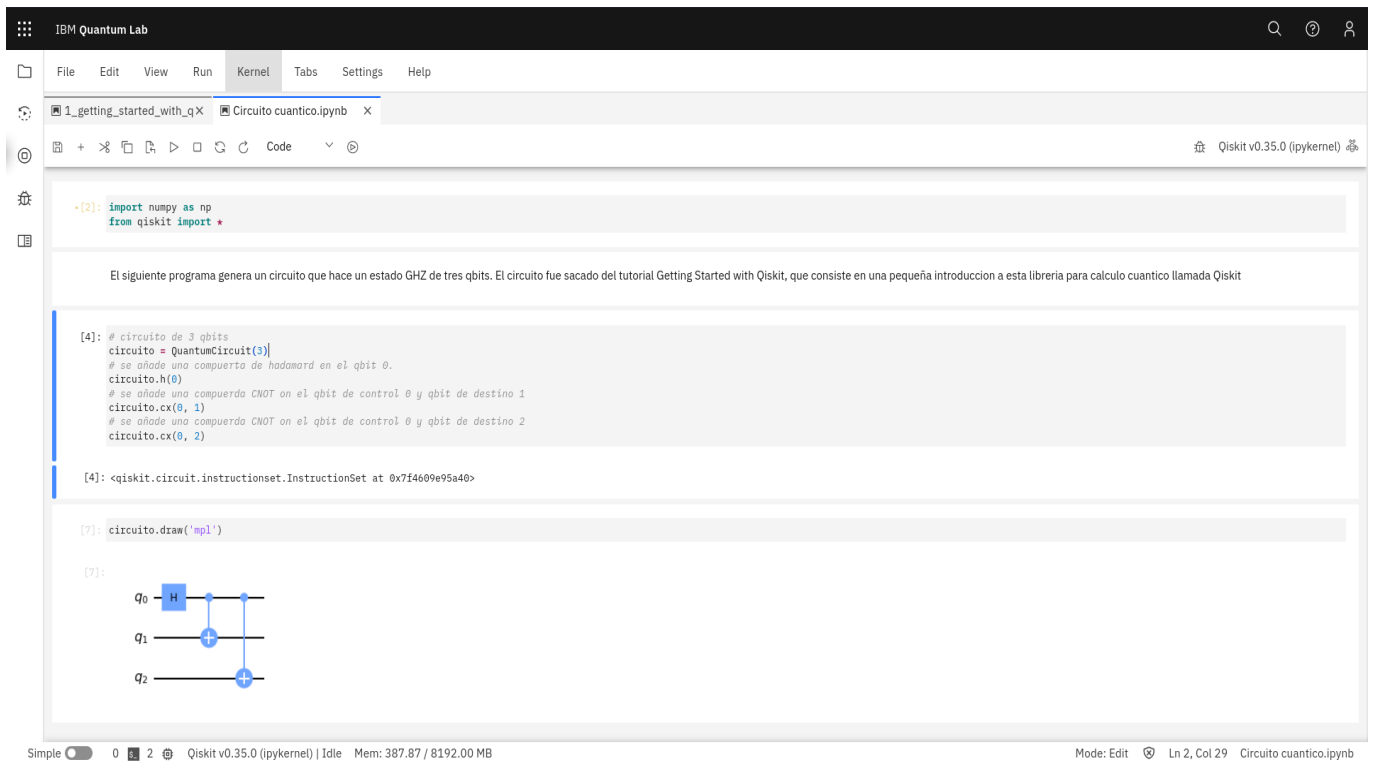 IBM Quantum Lab
File Edit View Run Kernel Tabs Settings Help
1_getting_started_with_q Circuito cuantico.ipynb
Code
Qiskit v0.35.0 (ipykernel)
[2]: import numpy as np
from qiskit import *
El siguiente programa genera un circuito que hace un estado GHZ de tres qbits. El circuito fue sacado del tutorial Getting Started with Qiskit, que consiste en una pequeña introduccion a esta libreria para calculo cuantico llamada Qiskit
[4]: # circuito de 3 qbits
circuito = QuantumCircuit(3)
# se añade una compuerta de hadamard en el qbit 0.
circuito.h(0)
# se añade una compuerda CNOT on el qbit de control 0 y qbit de destino 1
circuito.cx(0, 1)
# se añade una compuerda CNOT on el qbit de control 0 y qbit de destino 2
circuito.cx(0, 2)
[4]: <qiskit.circuit.instructionset.InstructionSet at 0x7f4609e95a40>
[7]: circuito.draw('mpl')
[7]:
q0 H
q1
q2
Simple 0 2 Qiskit v0.35.0 (ipykernel) | Idle Mem: 387.87 / 8192.00 MB Mode: Edit Ln 2, Col 29 Circuito cuantico.ipynb